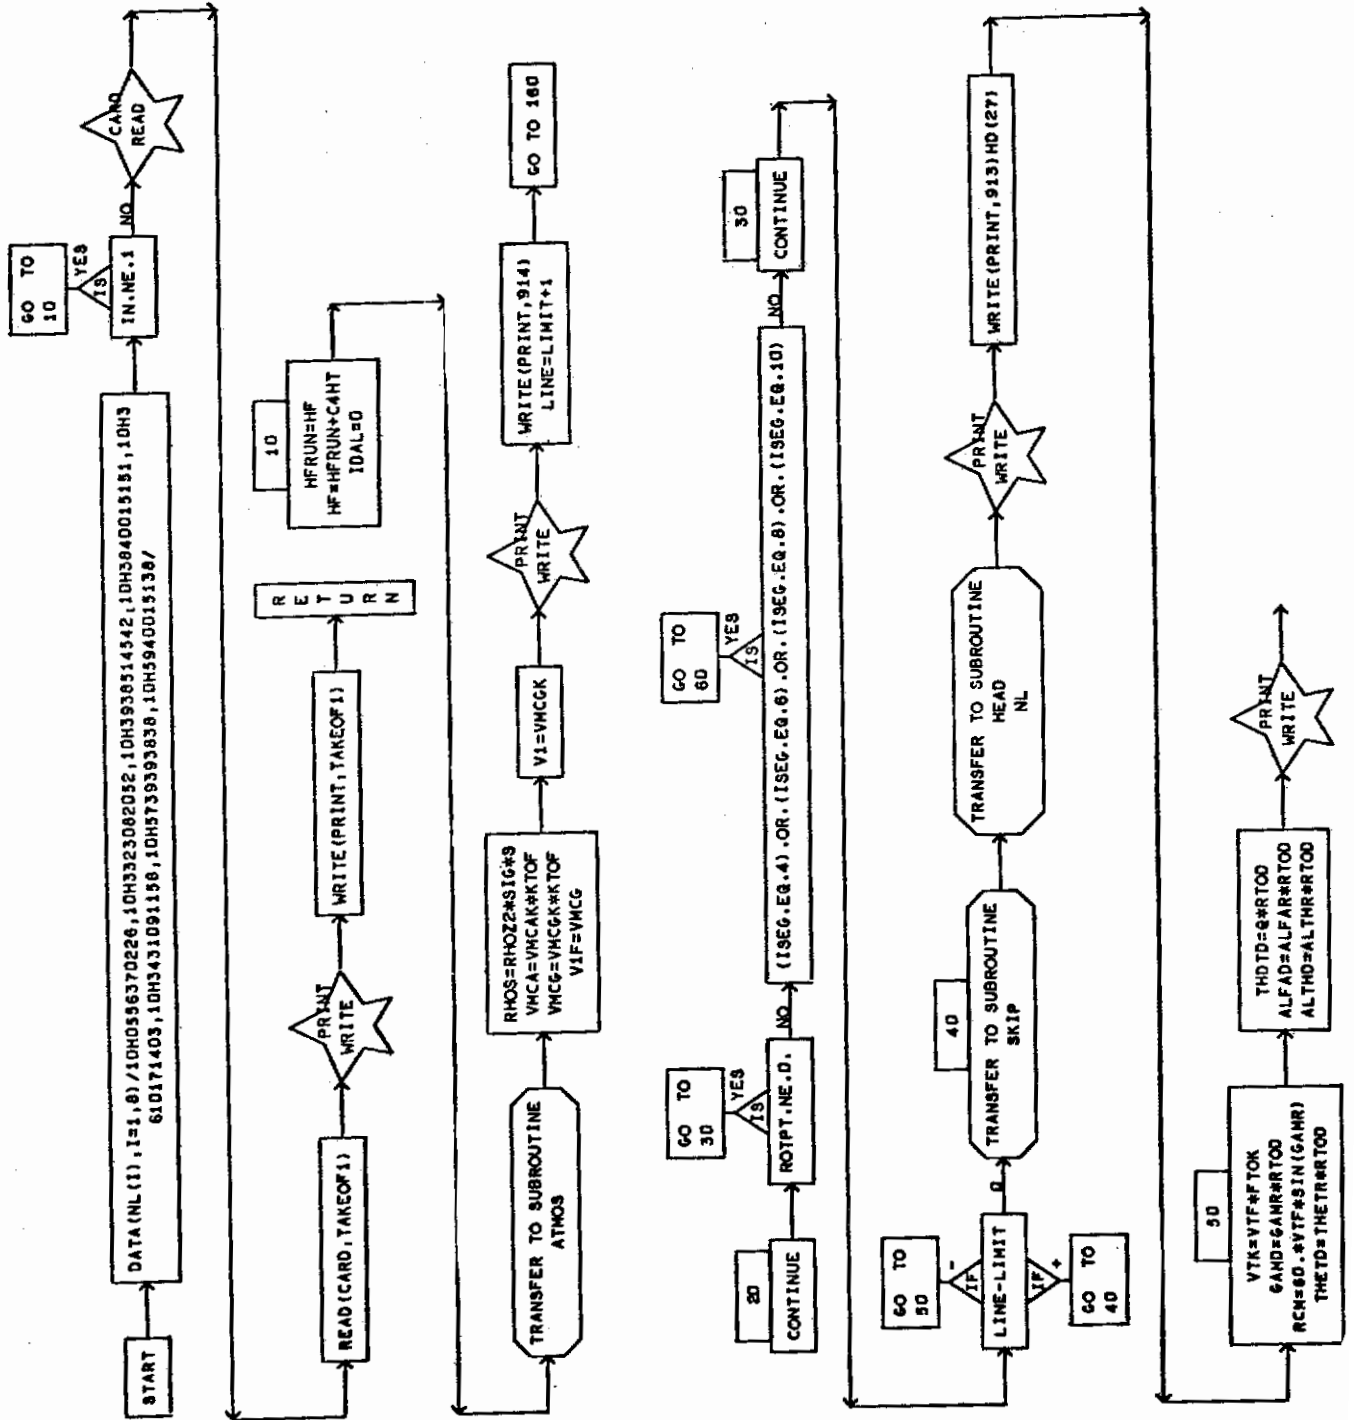 START
DATA(NL(I),I=1,8)/10H0556370226,10H3323082052,10H3938514542,10H3840015151,10H3
610171403,10H3431091158,10H5739393838,10H5940015138/
GO TO
10
YES
IS
IN.NE.1
NO
CARD
READ
READ(CARD,TAKEOF1)
PRINT
WRITE
WRITE(PRINT,TAKEOF1)
R
E
T
U
R
N
10
HFRUN=HF
HF=HFRUN+C4HT
IDAL=0
TRANSFER TO SUBROUTINE
ATMOS
RHOS=RHOZ2*SIG*S
VMCA=VMCAK*KTOF
VMCG=VMCGK*KTOF
V1F=VMCG
V1=VMCGK
PRINT
WRITE
WRITE(PRINT,914)
LINE=LIMIT+1
GO TO 160
20
CONTINUE
GO TO
30
YES
IS
ROTPT.NE.0.
NO
GO TO
60
YES
IS
(ISEG.EQ.4).OR.(ISEG.EQ.6).OR.(ISEG.EQ.8).OR.(ISEG.EQ.10)
NO
30
CONTINUE
GO TO
50
-
IF
LINE-LIMIT
0
IF
+
GO TO
40
40
TRANSFER TO SUBROUTINE
SKIP
TRANSFER TO SUBROUTINE
HEAD
NL
PRINT
WRITE
WRITE(PRINT,913)HD(27)
50
VTK=VTF*FTOK
GAMD=GAMR*RTOD
RCM=60.*VTF*SIN(GAMR)
THETD=THETR*RTOD
THDTD=Q*RTOD
ALFAD=ALFAR*RTOD
ALTHD=ALTHR*RTOD
PRINT
WRITE